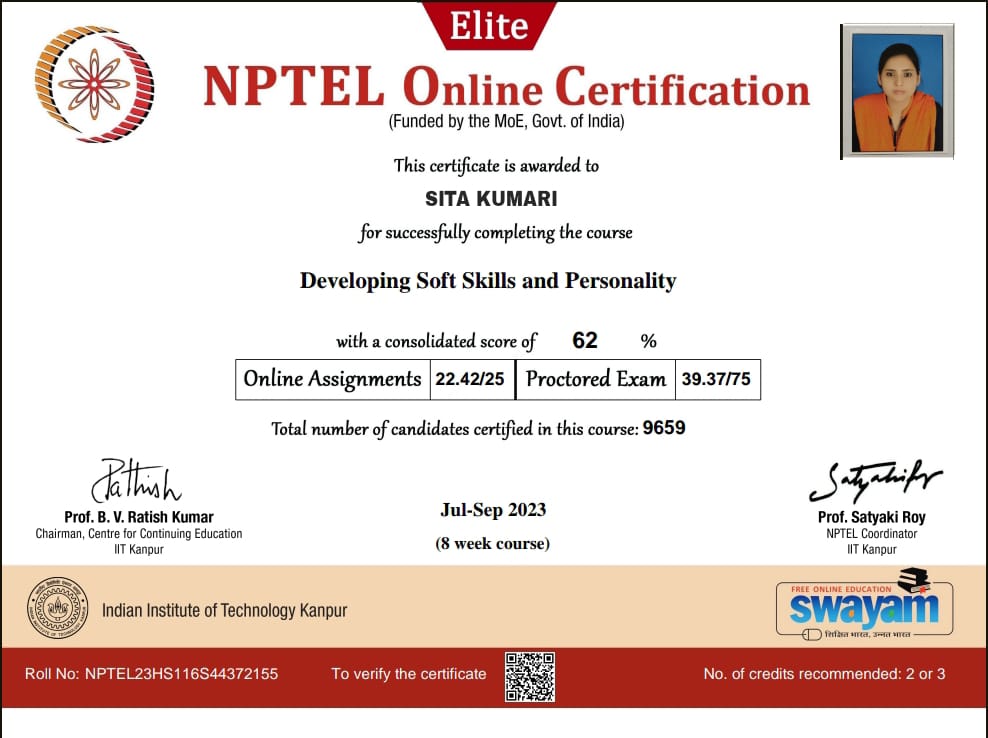 Elite
NPTEL Online Certification
(Funded by the MoE, Govt. of India)
This certificate is awarded to
SITA KUMARI
for successfully completing the course
Developing Soft Skills and Personality
with a consolidated score of 62 %
Online Assignments 22.42/25 Proctored Exam 39.37/75
Total number of candidates certified in this course: 9659
Prof. B. V. Ratish Kumar
Chairman, Centre for Continuing Education
IIT Kanpur
Jul-Sep 2023
(8 week course)
Prof. Satyaki Roy
NPTEL Coordinator
IIT Kanpur
Indian Institute of Technology Kanpur
FREE ONLINE EDUCATION
swayam
शिक्षित भारत, उन्नत भारत
Roll No: NPTEL23HS116S44372155
To verify the certificate
No. of credits recommended: 2 or 3